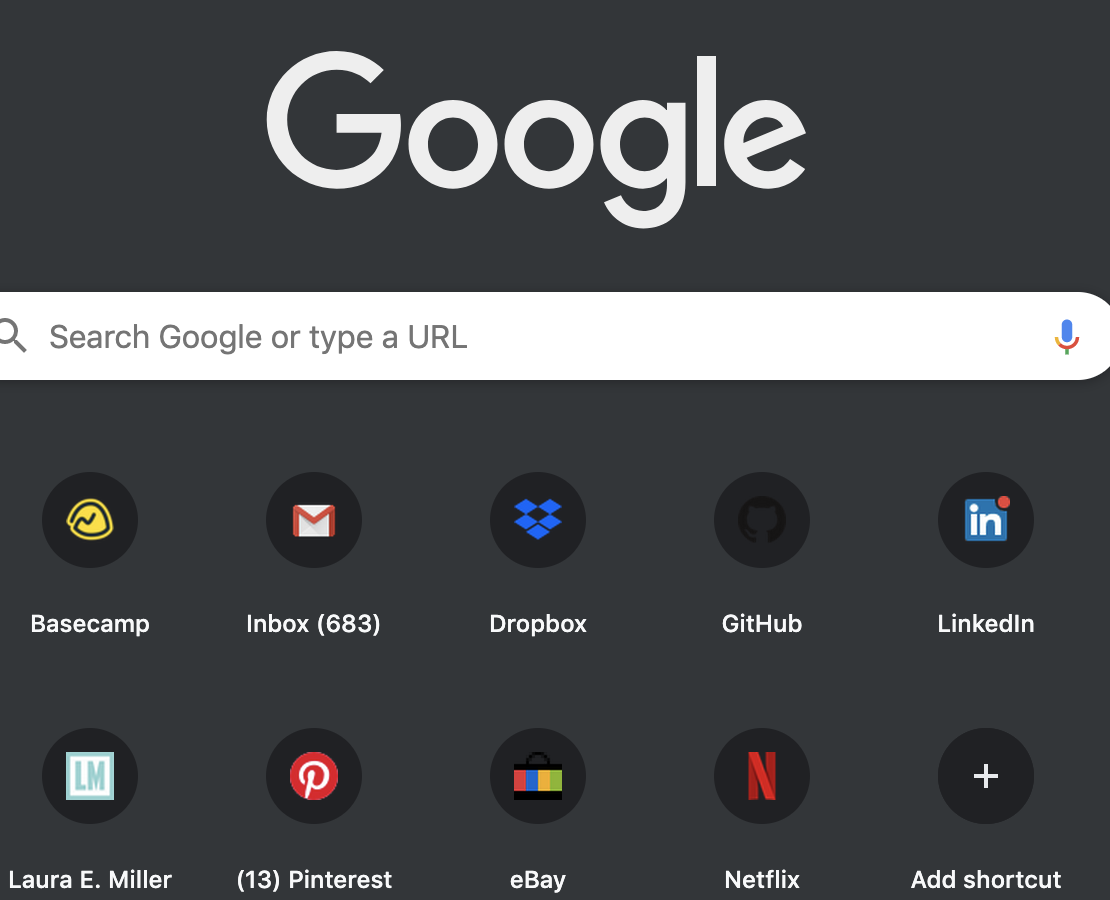 Google
Search Google or type a URL
in
Basecamp
Inbox (683)
Dropbox
GitHub
LinkedIn
LM
Laura E. Miller
(13) Pinterest
eBay
Netflix
Add shortcut